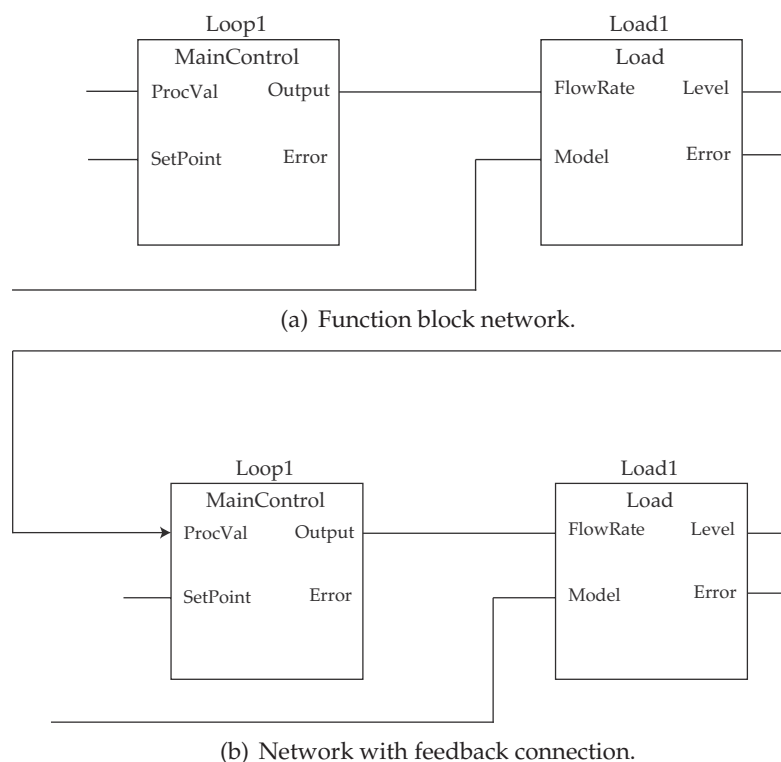 Loop1 Load1
MainControl Load
ProcVal Output FlowRate Level
SetPoint Error Model Error
(a) Function block network.
Loop1 Load1
MainControl Load
ProcVal Output FlowRate Level
SetPoint Error Model Error
(b) Network with feedback connection.